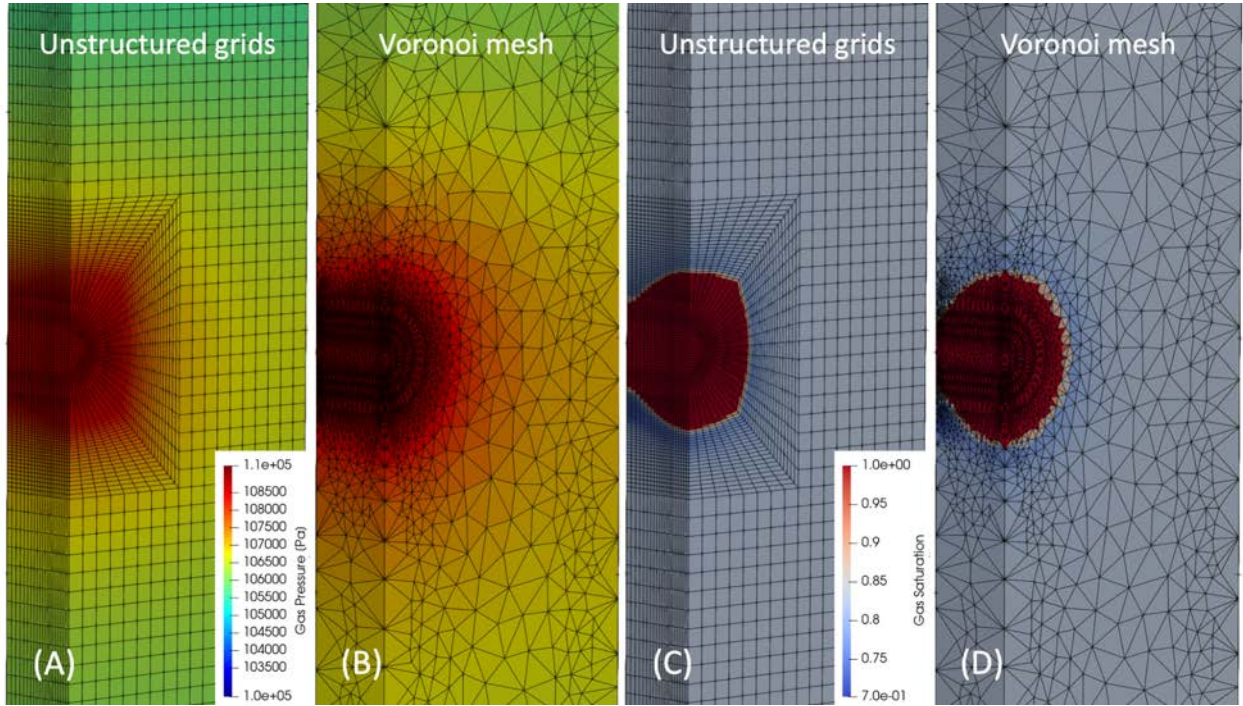 Unstructured grids
Voronoi mesh
Unstructured grids
Voronoi mesh
1.1e+05
108500
108000
107500
107000
106500
106000
105500
105000
104500
104000
103500
1.0e+05
Gas Pressure (Pa)
1.0e+00
0.95
0.9
0.85
0.8
0.75
7.0e-01
Gas Saturation
(A)
(B)
(C)
(D)